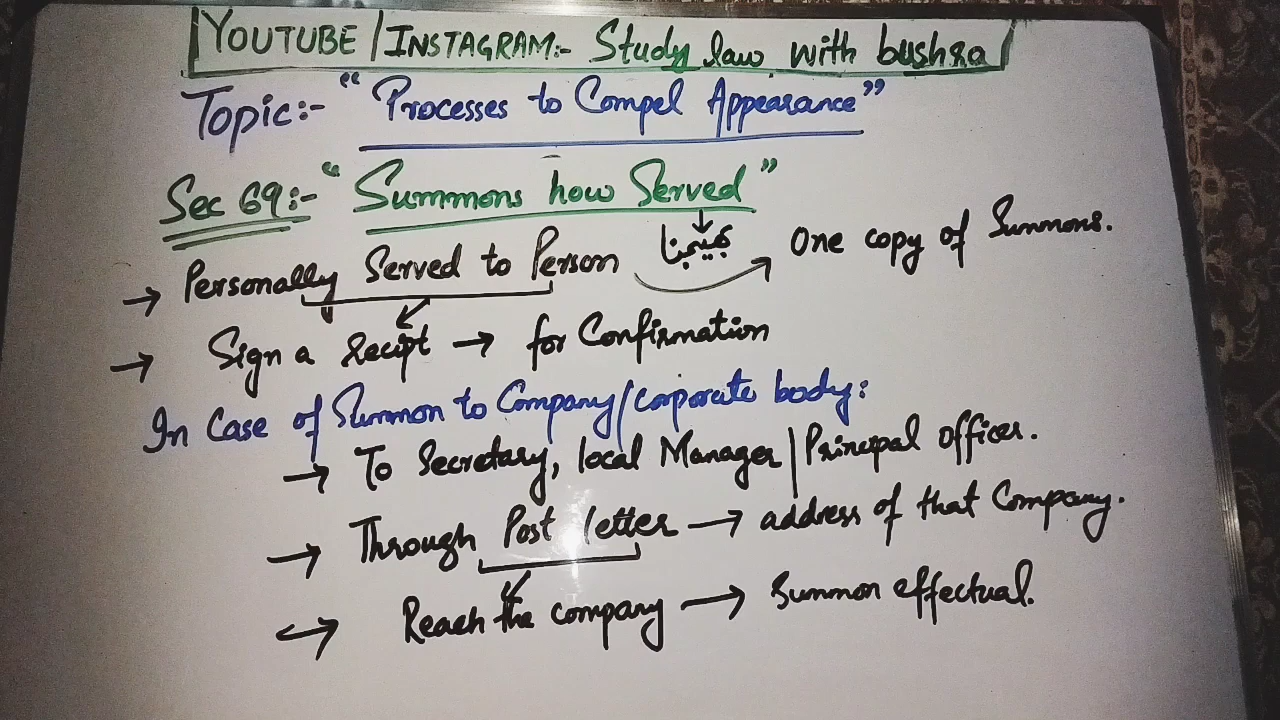 YOUTUBE/INSTAGRAM:- Study law with bushra
Topic:- "Processes to Compel Appearance"
Sec 69:- "Summons how Served"
بھیجنا
→ Personally Served to Person → One copy of Summons.
→ Sign a recipt → for Confirmation
In Case of Summon to Company/corporate body:
→ To Secretary, local Manager/Principal officer.
→ Through Post letter → address of that Company.
→ Reach the company → Summon effectual.